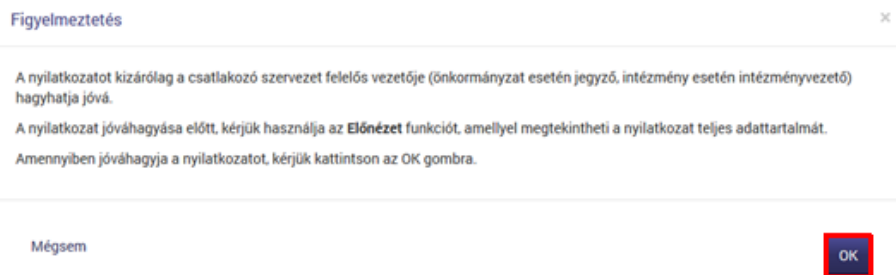 Figyelmeztetés
×
A nyilatkozatot kizárólag a csatlakozó szervezet felelős vezetője (önkormányzat esetén jegyző, intézmény esetén intézményvezető)
hagyhatja jóvá.
A nyilatkozat jóváhagyása előtt, kérjük használja az Előnézet funkciót, amellyel megtekintheti a nyilatkozat teljes adattartalmát.
Amennyiben jóváhagyja a nyilatkozatot, kérjük kattintson az OK gombra.
Mégsem
OK